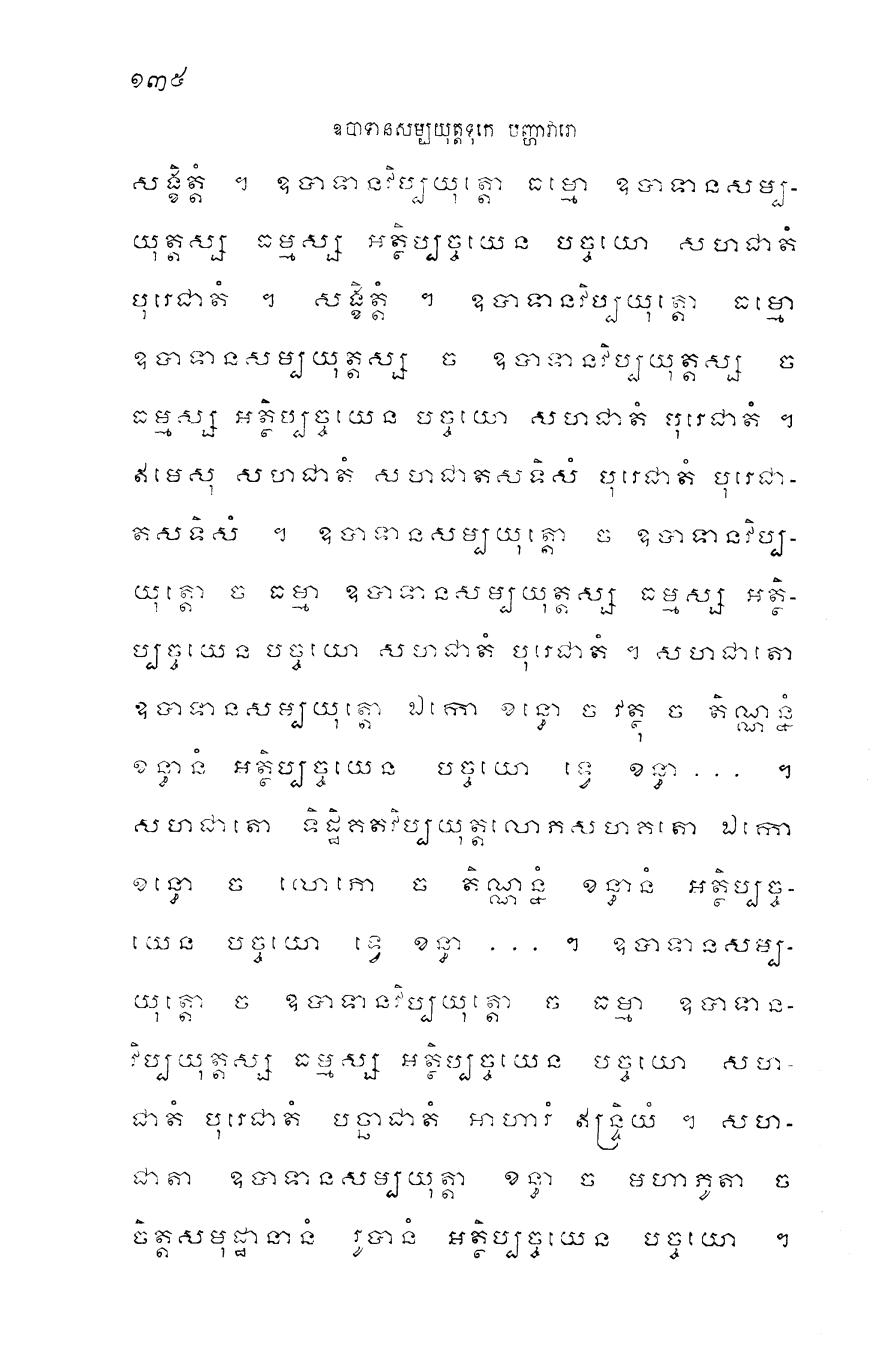 ១៣៥
ឧបាទានសម្បយុត្តទុកេ បញ្ហាវារោ
សង្ខិត្តំ ។ ឧបាទានវិប្បយុត្តោ ធម្មោ ឧបាទានសម្ប-
យុត្តស្ស ធម្មស្ស អត្ថិប្បច្ចយេន បច្ចយោ សហជាតំ
បុរេជាតំ ។ សង្ខិត្តំ ។ ឧបាទានវិប្បយុត្តោ ធម្មោ
ឧបាទានសម្បយុត្តស្ស ច ឧបាទានវិប្បយុត្តស្ស ច
ធម្មស្ស អត្ថិប្បច្ចយេន បច្ចយោ សហជាតំ បុរេជាតំ ។
ឥមេសុ សហជាតំ សហជាតសទិសំ បុរេជាតំ បុរេជា-
តសទិសំ ។ ឧបាទានសម្បយុត្តោ ច ឧបាទានវិប្ប-
យុត្តោ ច ធម្មា ឧបាទានសម្បយុត្តស្ស ធម្មស្ស អត្ថិ-
ប្បច្ចយេន បច្ចយោ សហជាតំ បុរេជាតំ ។ សហជាតោ
ឧបាទានសម្បយុត្តោ ឯកោ ខន្ធោ ច វត្ថុ ច តិណ្ណន្នំ
ខន្ធានំ អត្ថិប្បច្ចយេន បច្ចយោ ទ្វេ ខន្ធា ... ។
សហជាតោ ទិដ្ឋិគតវិប្បយុត្តលោភសហគតោ ឯកោ
ខន្ធោ ច លោភោ ច តិណ្ណន្នំ ខន្ធានំ អត្ថិប្បច្ច-
យេន បច្ចយោ ទ្វេ ខន្ធា ... ។ ឧបាទានសម្ប-
យុត្តោ ច ឧបាទានវិប្បយុត្តោ ច ធម្មា ឧបាទាន-
វិប្បយុត្តស្ស ធម្មស្ស អត្ថិប្បច្ចយេន បច្ចយោ សហ-
ជាតំ បុរេជាតំ បច្ឆាជាតំ អាហារំ ឥន្ទ្រិយំ ។ សហ-
ជាតា ឧបាទានសម្បយុត្តា ខន្ធា ច មហាភូតា ច
ចិត្តសមុដ្ឋានានំ រូបានំ អត្ថិប្បច្ចយេន បច្ចយោ ។